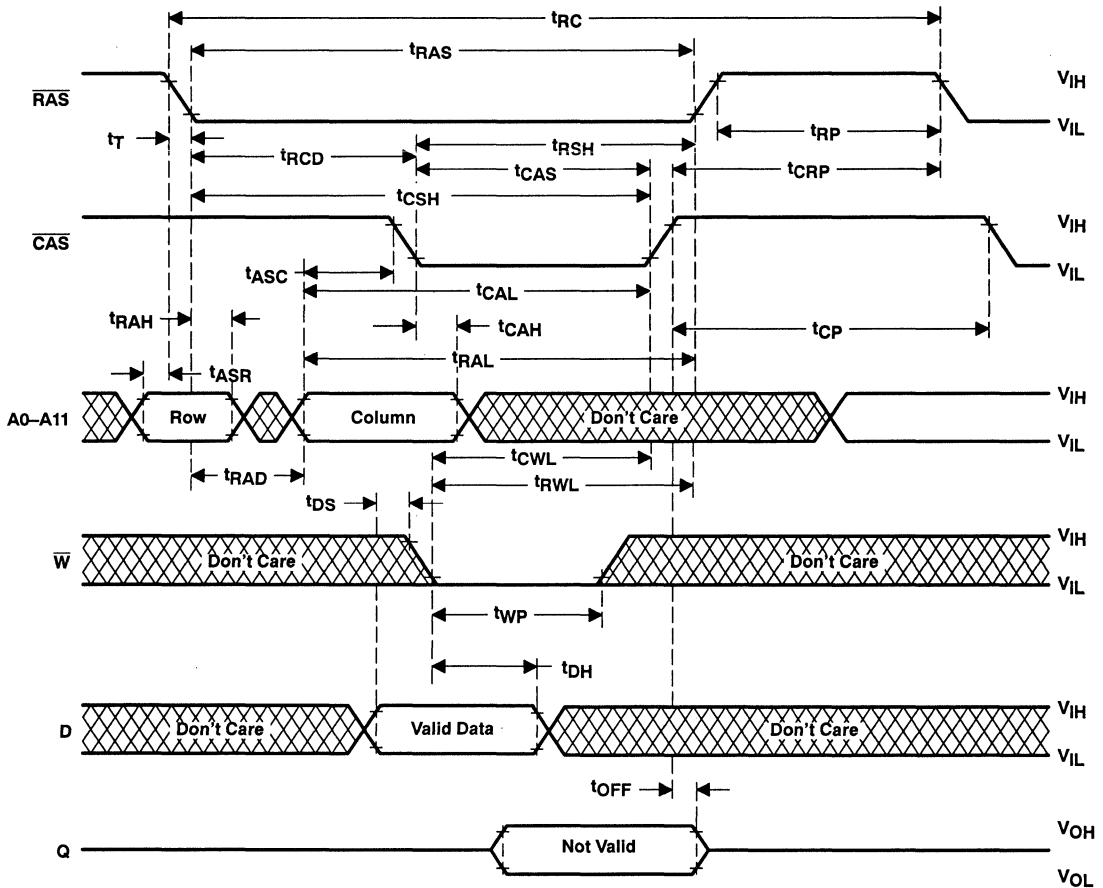 tRC
tRAS
RAS
VIH
VIL
tT
tRP
tRCD
tRSH
tCAS
tCRP
tCSH
CAS
VIH
VIL
tASC
tCAL
tRAH
tCAH
tCP
tRAL
tASR
A0–A11
Row
Column
Don't Care
VIH
VIL
tCWL
tRAD
tRWL
tDS
W
Don't Care
Don't Care
VIH
VIL
tWP
tDH
D
Don't Care
Valid Data
Don't Care
VIH
VIL
tOFF
Q
Not Valid
VOH
VOL